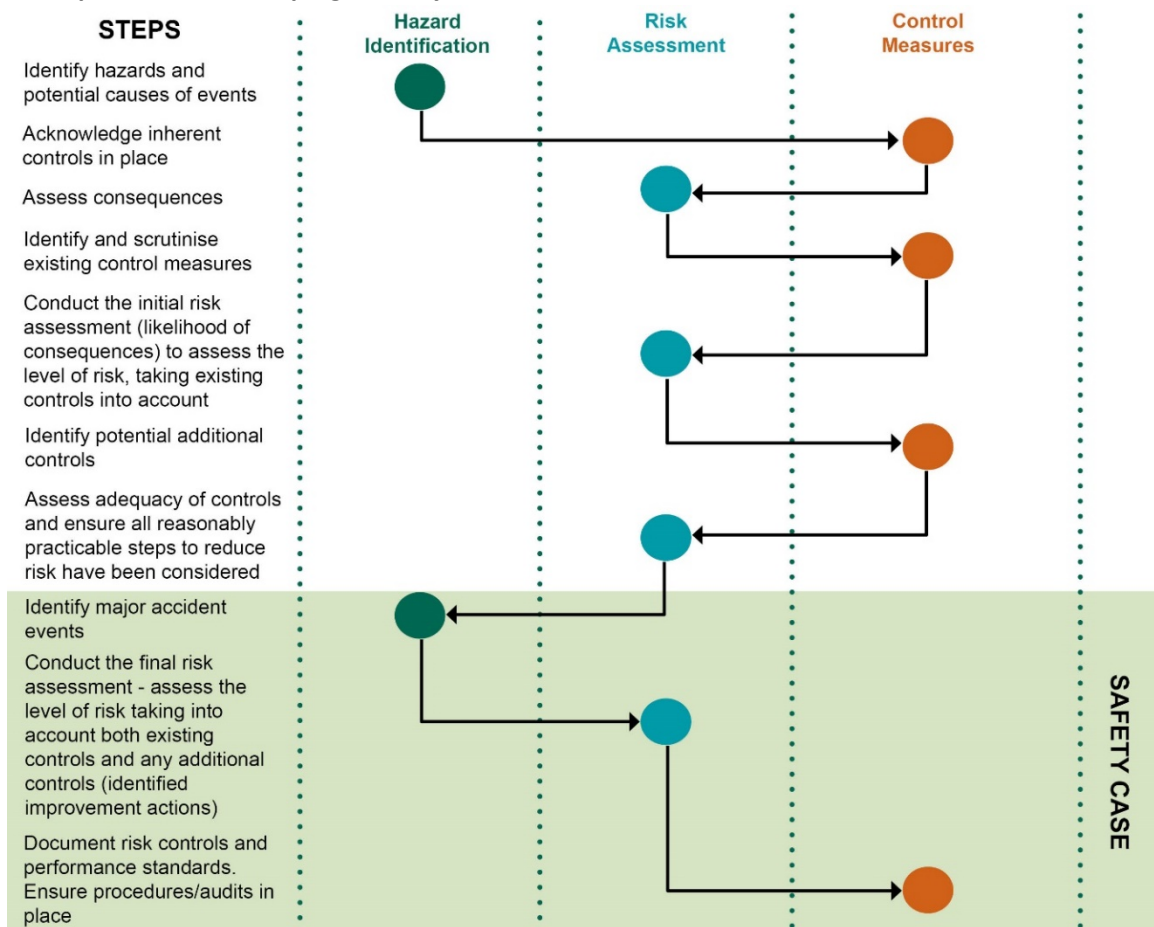 STEPS
Hazard
Identification
Risk
Assessment
Control
Measures
Identify hazards and
potential causes of events
Acknowledge inherent
controls in place
Assess consequences
Identify and scrutinise
existing control measures
Conduct the initial risk
assessment (likelihood of
consequences) to assess the
level of risk, taking existing
controls into account
Identify potential additional
controls
Assess adequacy of controls
and ensure all reasonably
practicable steps to reduce
risk have been considered
Identify major accident
events
Conduct the final risk
assessment - assess the
level of risk taking into
account both existing
controls and any additional
controls (identified
improvement actions)
Document risk controls and
performance standards.
Ensure procedures/audits in
place
SAFETY CASE